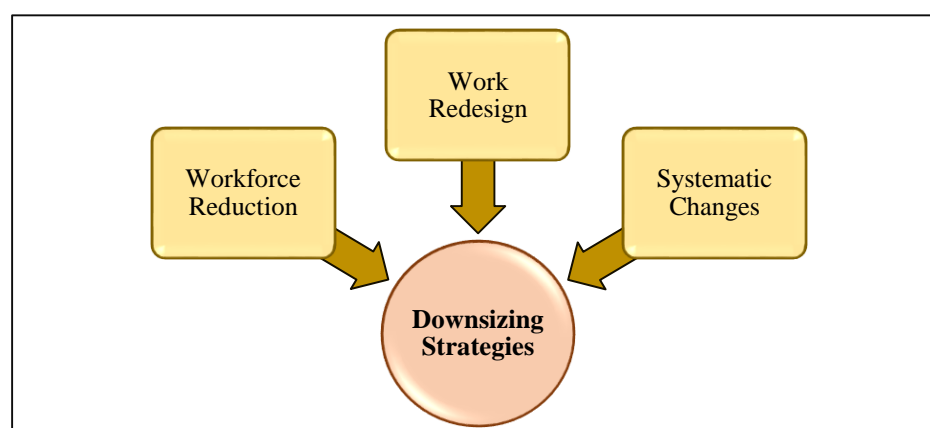 Work
Redesign
Workforce
Reduction
Systematic
Changes
Downsizing
Strategies